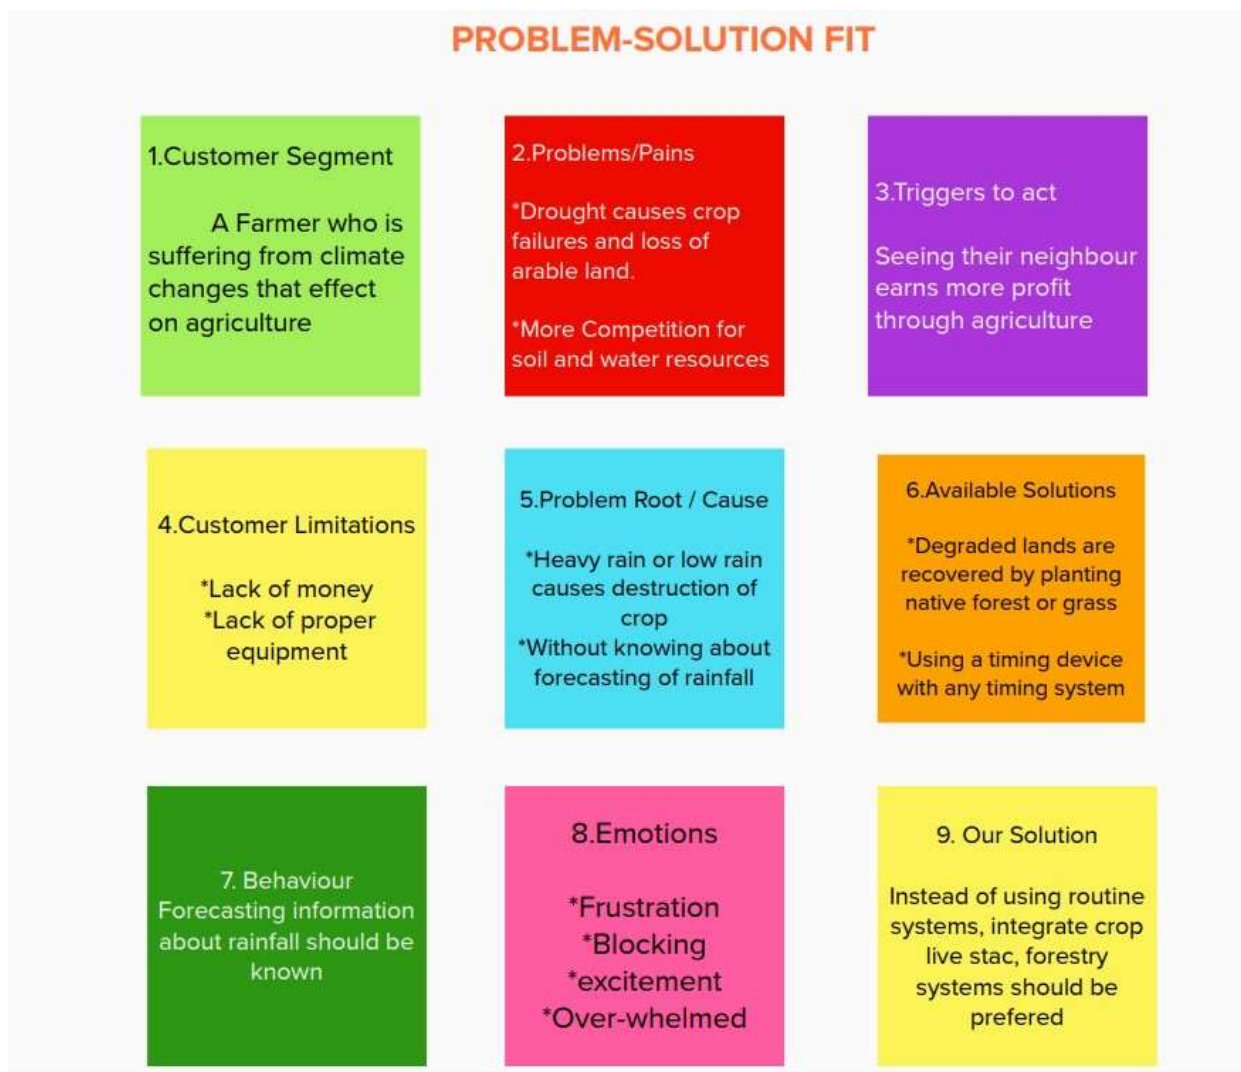 PROBLEM-SOLUTION FIT
1.Customer Segment
A Farmer who is
suffering from climate
changes that effect
on agriculture
2.Problems/Pains
*Drought causes crop
failures and loss of
arable land.
*More Competition for
soil and water resources
3.Triggers to act
Seeing their neighbour
earns more profit
through agriculture
4.Customer Limitations
*Lack of money
*Lack of proper
equipment
5.Problem Root / Cause
*Heavy rain or low rain
causes destruction of
crop
*Without knowing about
forecasting of rainfall
6.Available Solutions
*Degraded lands are
recovered by planting
native forest or grass
*Using a timing device
with any timing system
7. Behaviour
Forecasting information
about rainfall should be
known
8.Emotions
*Frustration
*Blocking
*excitement
*Over-whelmed
9. Our Solution
Instead of using routine
systems, integrate crop
live stac, forestry
systems should be
prefered